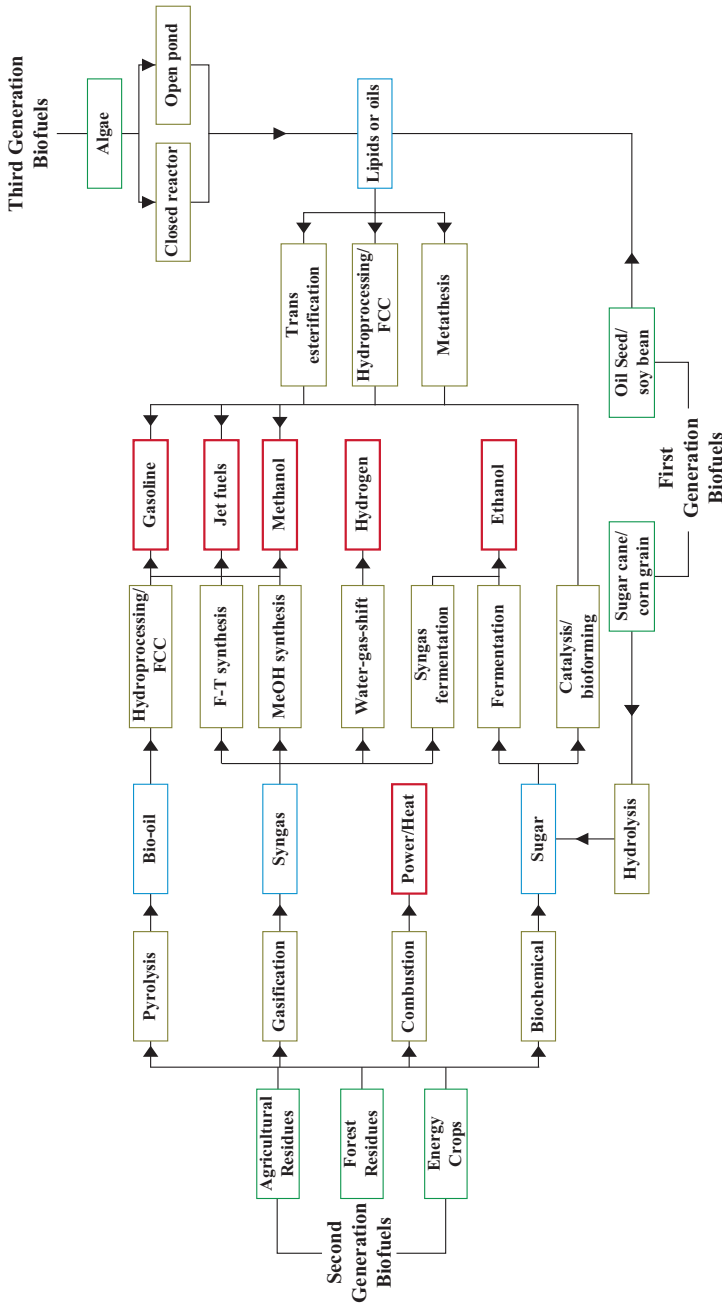 Second
Generation
Biofuels
Agricultural
Residues
Forest
Residues
Energy
Crops
Pyrolysis
Gasification
Combustion
Biochemical
Bio-oil
Syngas
Power/Heat
Sugar
Hydrolysis
Hydroprocessing/
FCC
F-T synthesis
MeOH synthesis
Water-gas-shift
Syngas
fermentation
Fermentation
Catalysis/
bioforming
Sugar cane/
corn grain
Gasoline
Jet fuels
Methanol
Hydrogen
Ethanol
First
Generation
Biofuels
Trans
esterification
Hydroprocessing/
FCC
Metathesis
Oil Seed/
soy bean
Lipids or oils
Closed reactor
Open pond
Algae
Third Generation
Biofuels